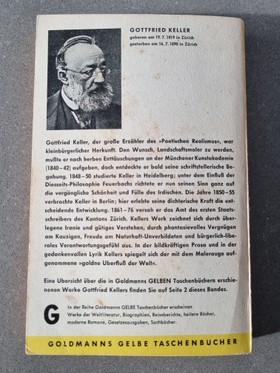 GOTTFRIED KELLER
geboren am 19. 7. 1819 in Zürich
gestorben am 16. 7. 1890 in Zürich
Gottfried Keller, der große Erzähler des »Poetischen Realismus«, war
kleinbürgerlicher Herkunft. Den Wunsch, Landschaftsmaler zu werden,
mußte er nach herben Enttäuschungen an der Münchner Kunstakademie
(1840–42) aufgeben, doch entdeckte er bald seine schriftstellerische Be-
gabung. 1848–50 studierte Keller in Heidelberg; unter dem Einfluß der
Diesseits-Philosophie Feuerbachs richtete er nun seinen Sinn ganz auf
die vergängliche Schönheit und Fülle des Irdischen. Die Jahre 1850–55
verbrachte Keller in Berlin; hier erlebte seine dichterische Kraft die ent-
scheidende Entwicklung. 1861–76 versah er das Amt des ersten Staats-
schreibers des Kantons Zürich. Kellers Werk zeichnet sich durch über-
legene Ironie und gütiges Verstehen, durch phantasievolles Vergnügen
am Kauzigen, Freude am Natürlich-Unverbildeten und bürgerlich-libe-
rales Verantwortungsgefühl aus. In der bildkräftigen Prosa und in der
gedankenvollen Lyrik Kellers spiegelt sich der mit dem Malerauge auf-
genommene »goldne Überfluß der Welt«.
Eine Übersicht über die in Goldmanns GELBEN Taschenbüchern erschie-
nenen Werke Gottfried Kellers finden Sie auf Seite 2 dieses Bandes.
G
In der Reihe Goldmanns GELBE Taschenbücher erscheinen
Werke der Weltliteratur, Biographien, Reiseberichte, heitere Bücher,
moderne Romane, Gesetzesausgaben, Sachbücher.
GOLDMANNS GELBE TASCHENBÜCHER